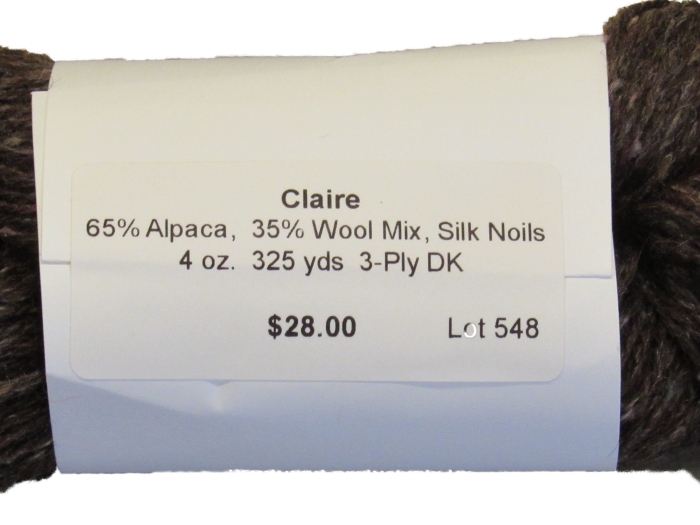 Claire
65% Alpaca, 35% Wool Mix, Silk Noils
4 oz. 325 yds 3-Ply DK
$28.00 Lot 548